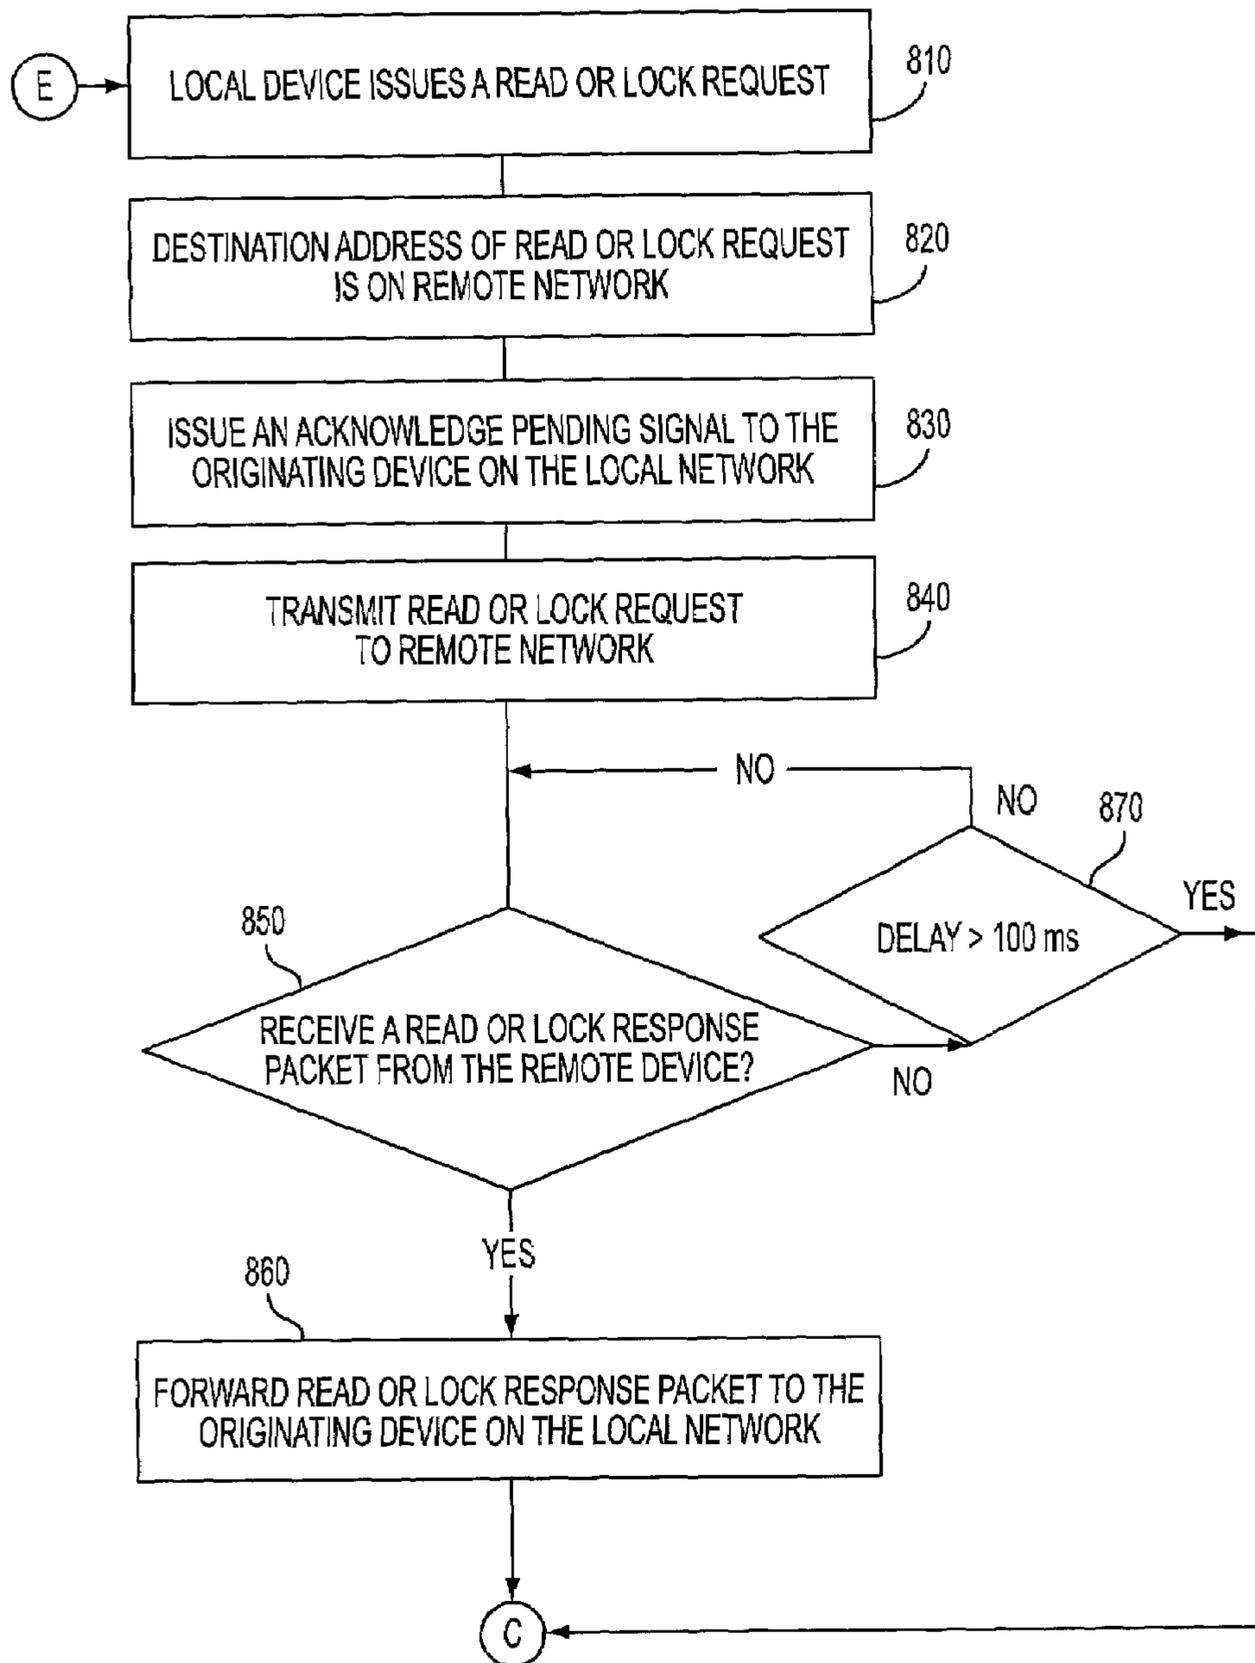 E
LOCAL DEVICE ISSUES A READ OR LOCK REQUEST
810
DESTINATION ADDRESS OF READ OR LOCK REQUEST
IS ON REMOTE NETWORK
820
ISSUE AN ACKNOWLEDGE PENDING SIGNAL TO THE
ORIGINATING DEVICE ON THE LOCAL NETWORK
830
TRANSMIT READ OR LOCK REQUEST
TO REMOTE NETWORK
840
NO
NO
870
YES
DELAY > 100 ms
850
RECEIVE A READ OR LOCK RESPONSE
PACKET FROM THE REMOTE DEVICE?
NO
YES
860
FORWARD READ OR LOCK RESPONSE PACKET TO THE
ORIGINATING DEVICE ON THE LOCAL NETWORK
C